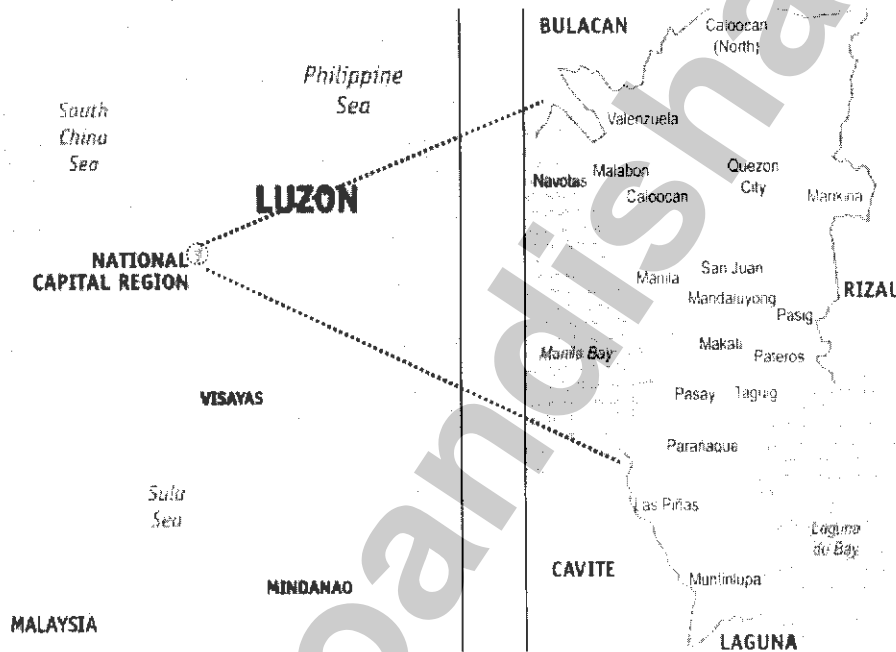 Philippine
Sea
South
China
Sea
LUZON
NATIONAL
CAPITAL REGION
VISAYAS
Sulu
Sea
MINDANAO
MALAYSIA
BULACAN
Caloocan
(North)
Valenzuela
Navotas
Malabon
Caloocan
Quezon
City
Marikina
Manila
San Juan
Mandaluyong
Pasig
RIZAL
Manila Bay
Makati
Pateros
Pasay
Taguig
Parañaque
Las Piñas
Laguna
de Bay
CAVITE
Muntinlupa
LAGUNA